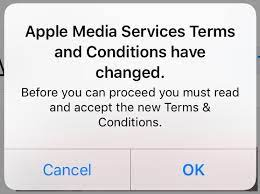 Apple Media Services Terms
and Conditions have
changed.
Before you can proceed you must read
and accept the new Terms &
Conditions.
Cancel
OK